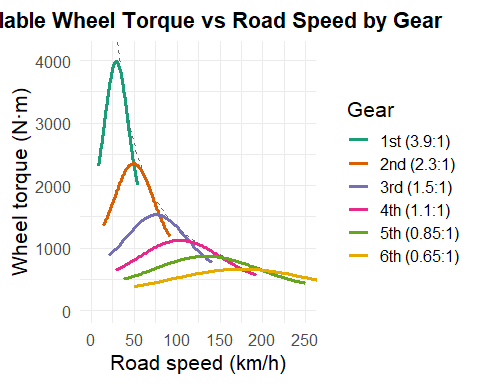 lable Wheel Torque vs Road Speed by Gear
Wheel torque (N·m)
4000
3000
2000
1000
0
0 50 100 150 200 250
Road speed (km/h)
Gear
1st (3.9:1)
2nd (2.3:1)
3rd (1.5:1)
4th (1.1:1)
5th (0.85:1)
6th (0.65:1)